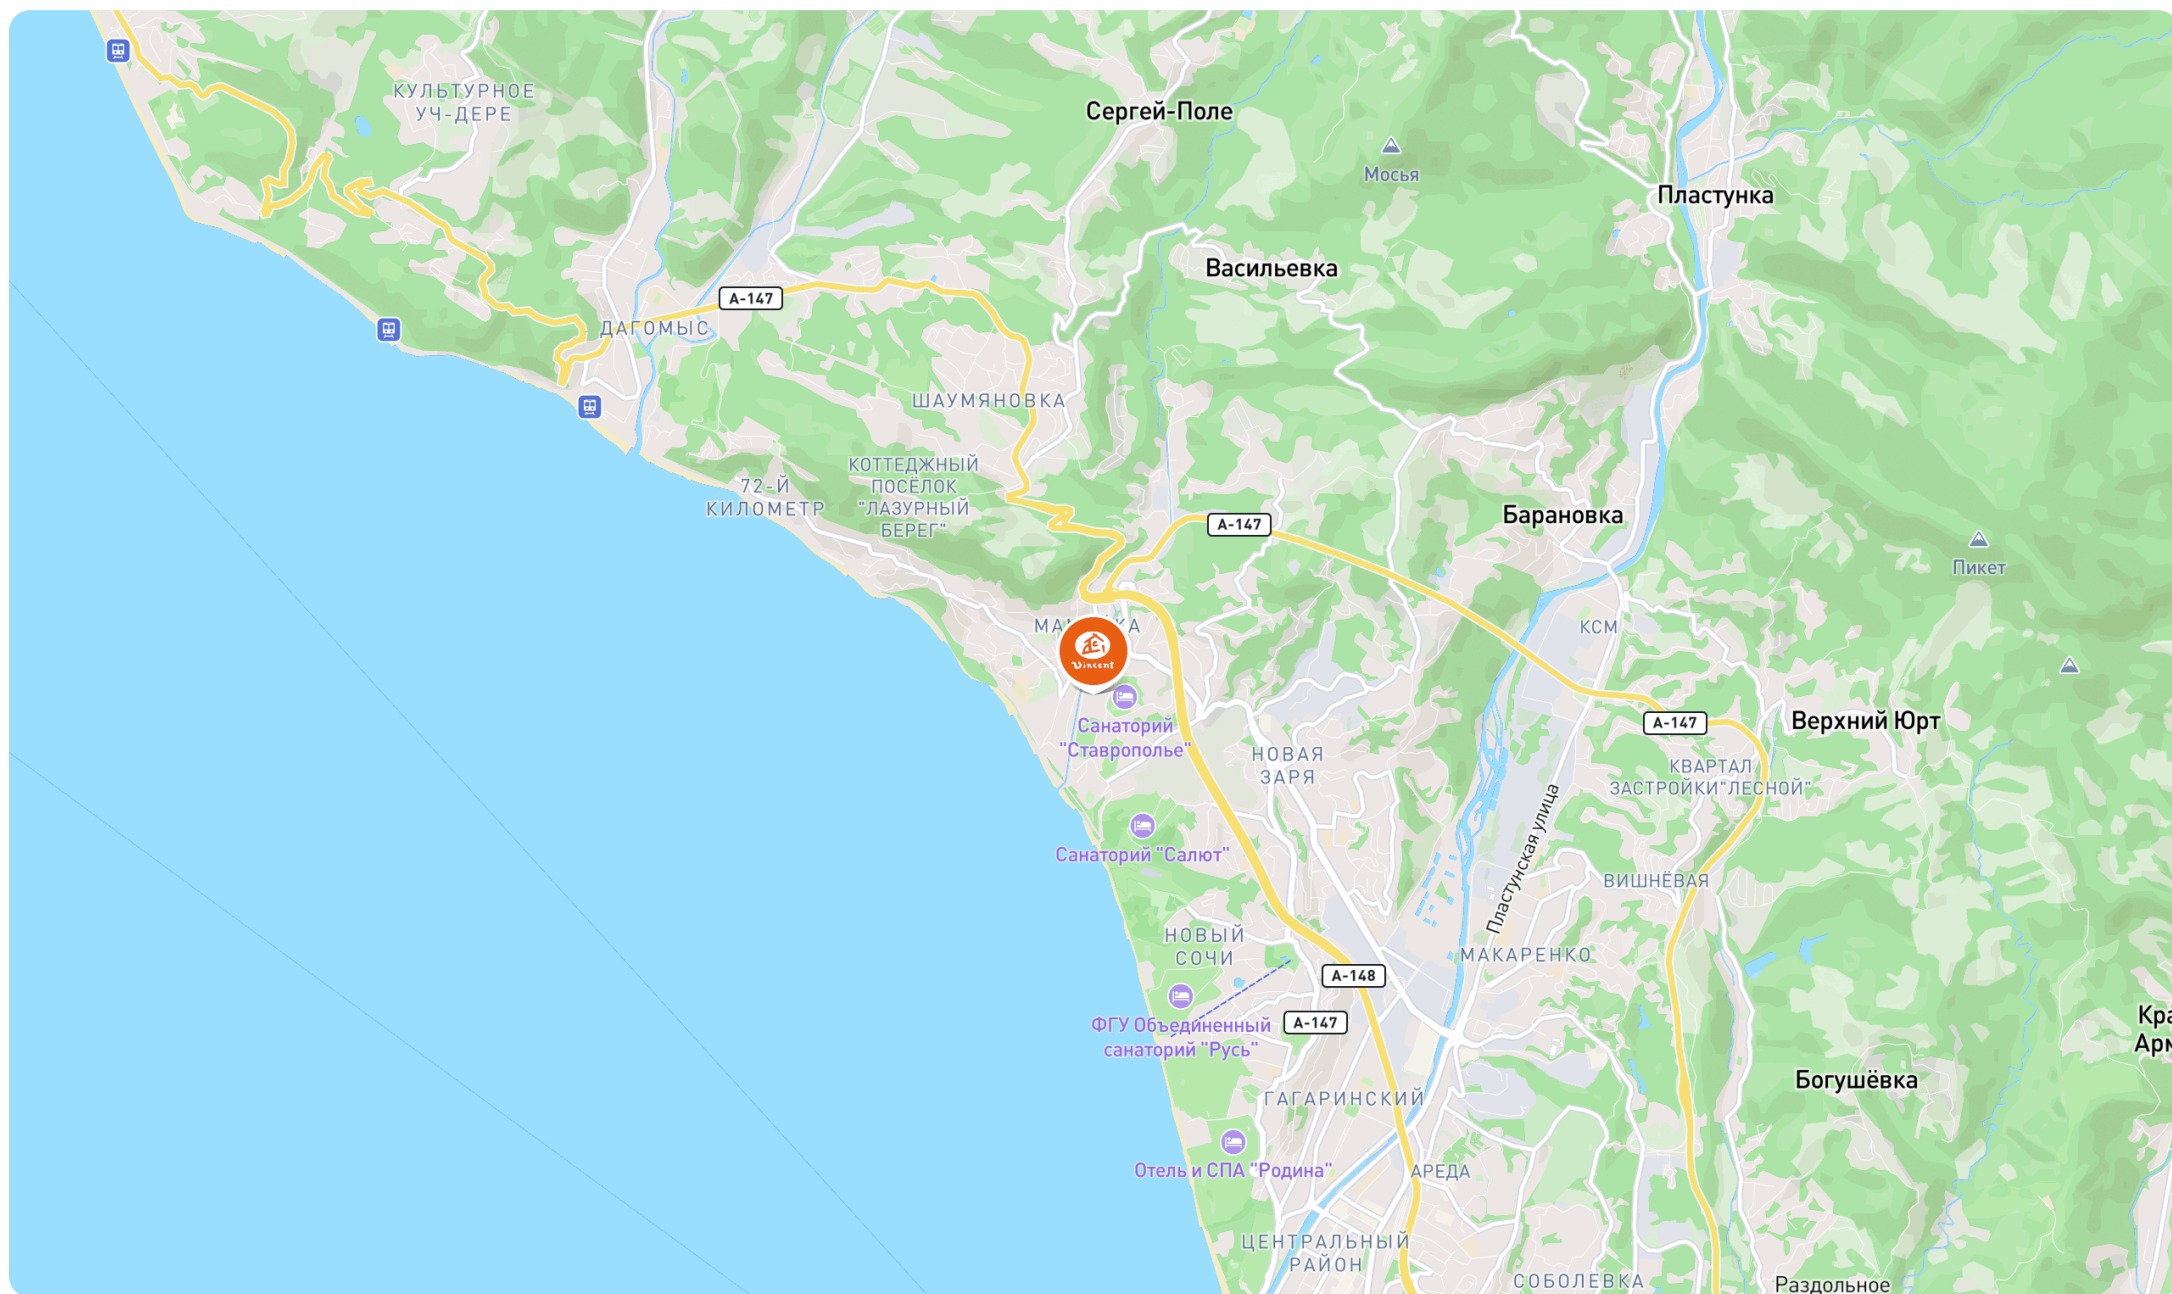 КУЛЬТУРНОЕ
УЧ-ДЕРЕ
Сергей-Поле
Мосья
Пластунка
Васильевка
А-147
ДАГОМЫС
ШАУМЯНОВКА
КОТТЕДЖНЫЙ
ПОСЁЛОК
"ЛАЗУРНЫЙ
БЕРЕГ"
72-Й
КИЛОМЕТР
А-147
Барановка
Пикет
КСМ
Vincent
Санаторий
"Ставрополье"
А-147
Верхний Юрт
НОВАЯ
ЗАРЯ
КВАРТАЛ
ЗАСТРОЙКИ"ЛЕСНОЙ"
Пластунская улица
Санаторий "Салют"
ВИШНЁВАЯ
НОВЫЙ
СОЧИ
МАКАРЕНКО
А-148
ФГУ Объединенный
санаторий "Русь"
А-147
Богушёвка
ГАГАРИНСКИЙ
Отель и СПА "Родина"
АРЕДА
ЦЕНТРАЛЬНЫЙ
РАЙОН
СОБОЛЕВКА
Раздольное